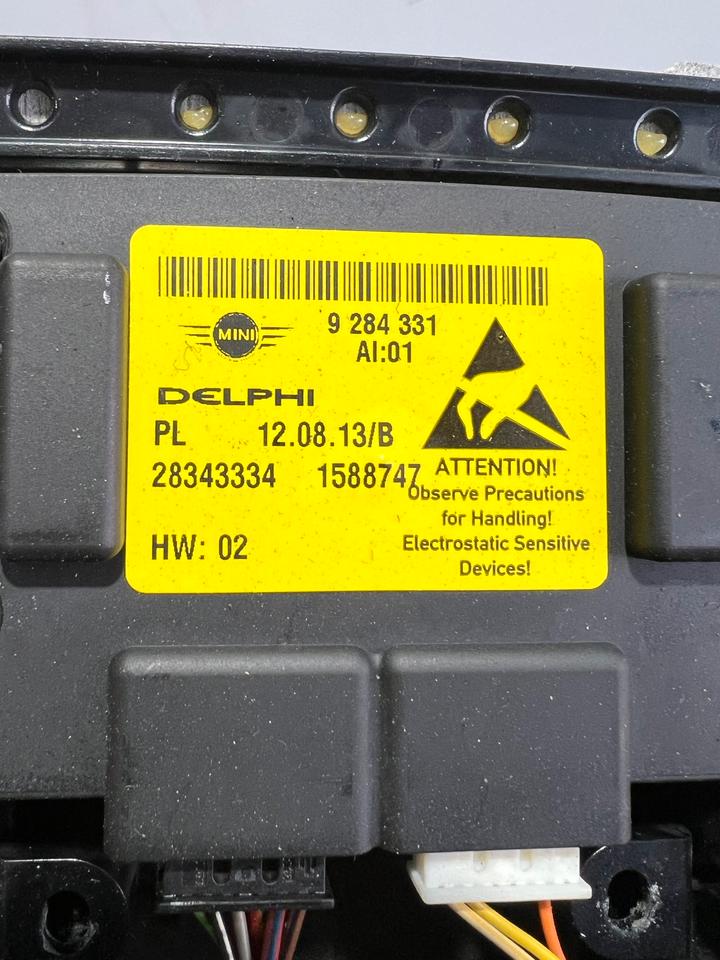 MINI
9 284 331
AI:01
DELPHI
PL 12.08.13/B
28343334 1588747
HW: 02
ATTENTION!
Observe Precautions
for Handling!
Electrostatic Sensitive
Devices!